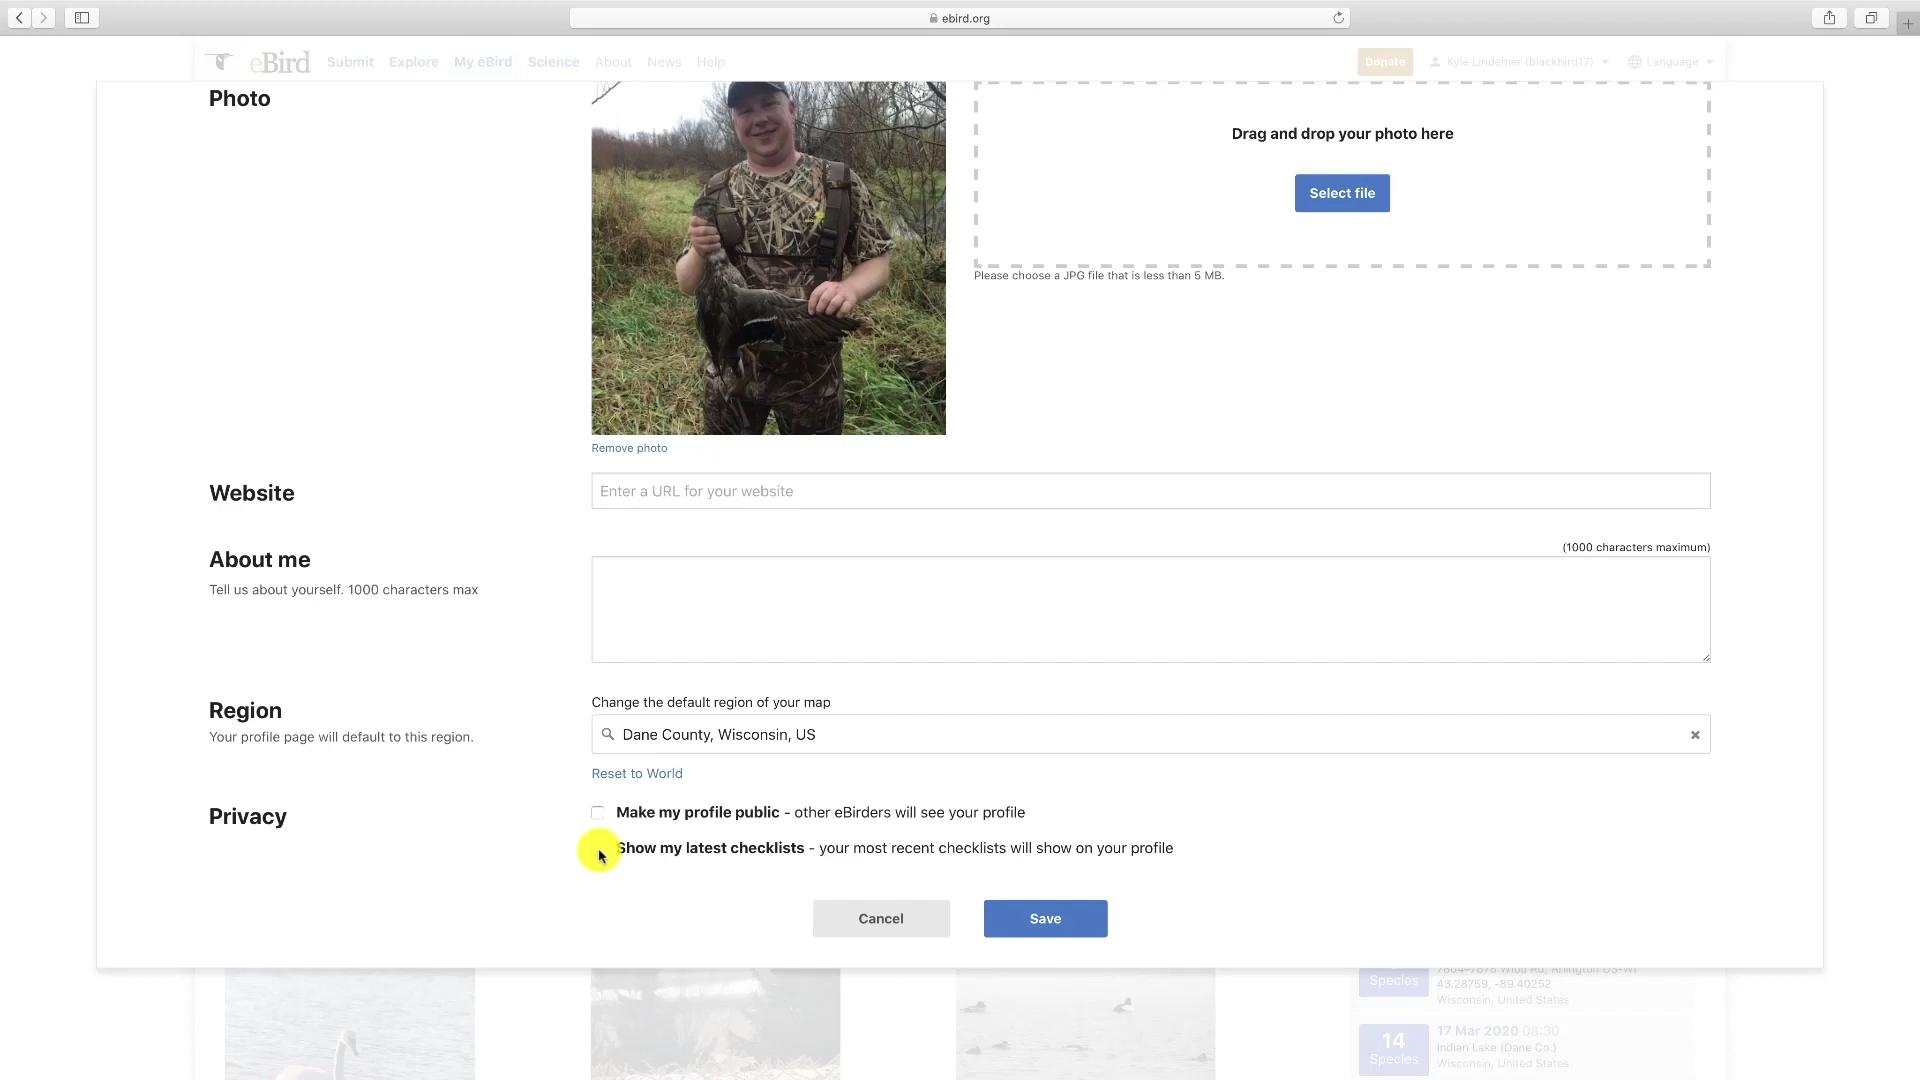 ebird.org
eBird Submit Explore My eBird Science About News Help Donate Kyle Lindemer (blackbird17) Language
Photo
Drag and drop your photo here
Select file
Please choose a JPG file that is less than 5 MB.
Remove photo
Website
Enter a URL for your website
(1000 characters maximum)
About me
Tell us about yourself. 1000 characters max
Region
Change the default region of your map
Your profile page will default to this region.
Dane County, Wisconsin, US
Reset to World
Privacy
Make my profile public - other eBirders will see your profile
Show my latest checklists - your most recent checklists will show on your profile
Cancel
Save
Species
43.28759, -89.40252
Wisconsin, United States
14
Species
17 Mar 2020 08:30
Indian Lake (Dane Co.)
Wisconsin, United States